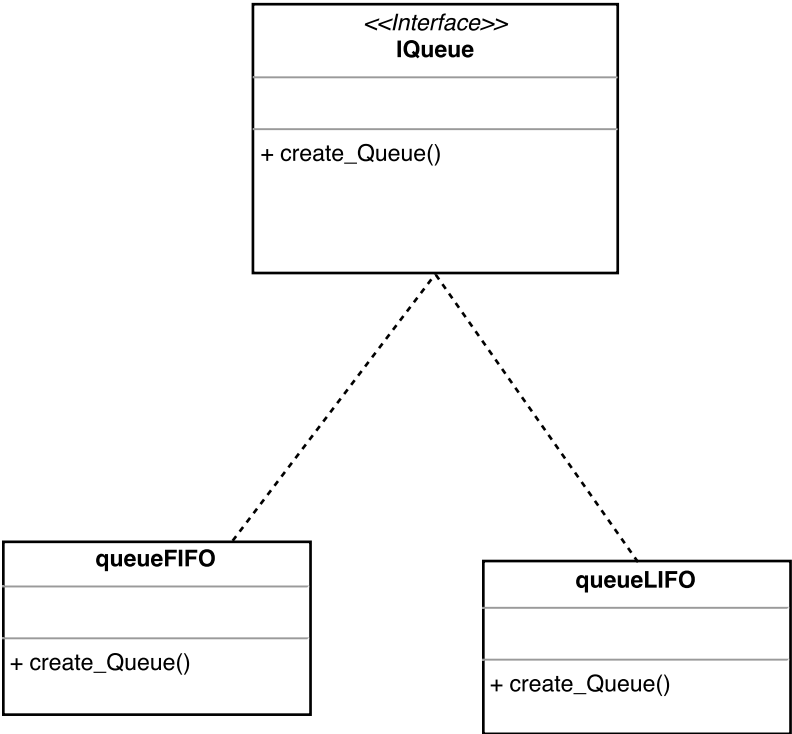 <<Interface>>
IQueue
+ create_Queue()
queueFIFO
+ create_Queue()
queueLIFO
+ create_Queue()